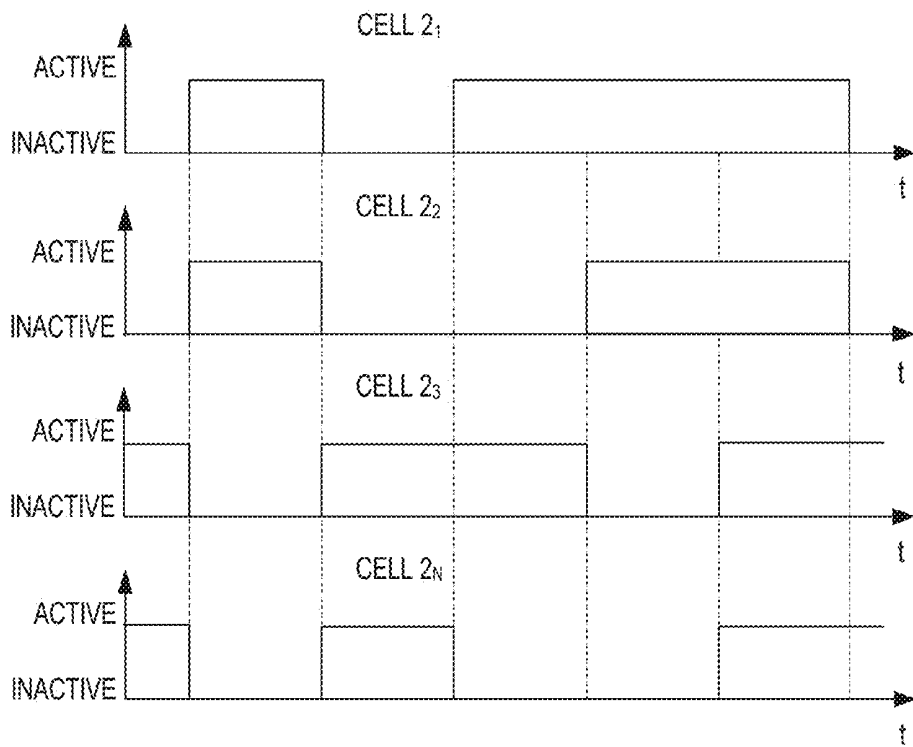 CELL 2₁
ACTIVE
INACTIVE
t
CELL 2₂
ACTIVE
INACTIVE
t
CELL 2₃
ACTIVE
INACTIVE
t
CELL 2ₙ
ACTIVE
INACTIVE
t